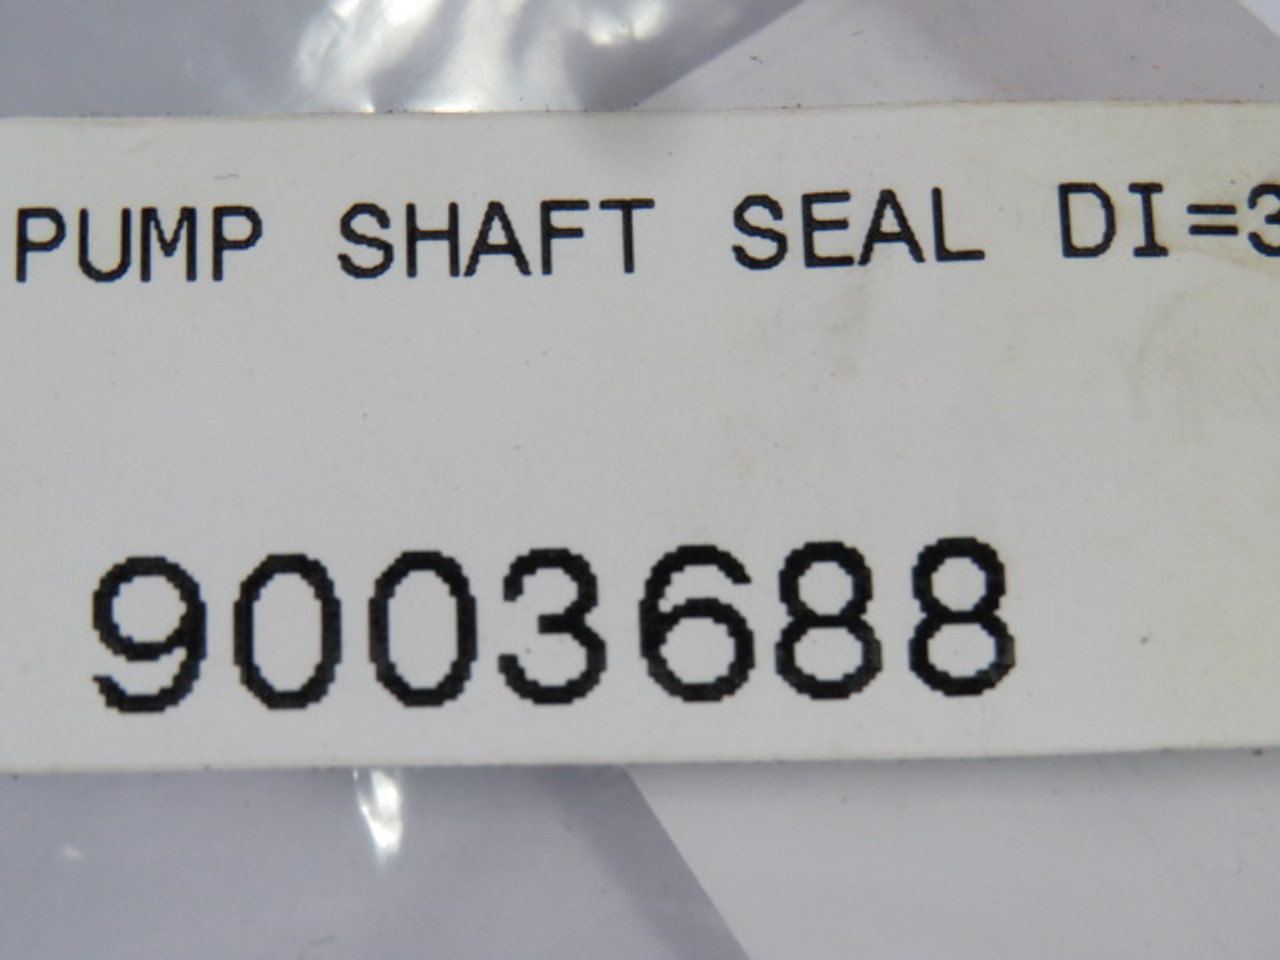 PUMP SHAFT SEAL DI=3
9003688